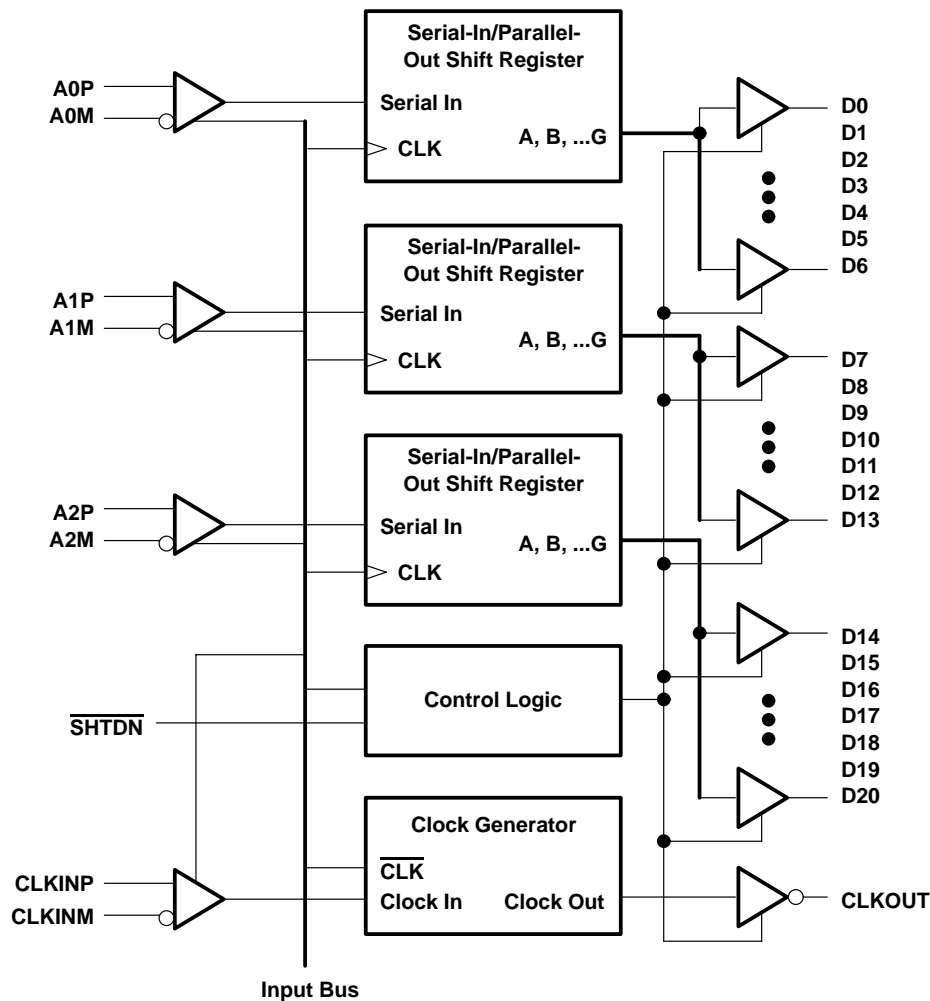 Serial-In/Parallel-
Out Shift Register
A0P
A0M
Serial In
A, B, ...G
CLK
D0
D1
D2
D3
D4
D5
D6
Serial-In/Parallel-
Out Shift Register
A1P
A1M
Serial In
A, B, ...G
CLK
D7
D8
D9
D10
D11
D12
D13
Serial-In/Parallel-
Out Shift Register
A2P
A2M
Serial In
A, B, ...G
CLK
D14
D15
D16
D17
D18
D19
D20
Control Logic
SHTDN
Clock Generator
CLK
CLKINP
CLKINM
Clock In
Clock Out
CLKOUT
Input Bus